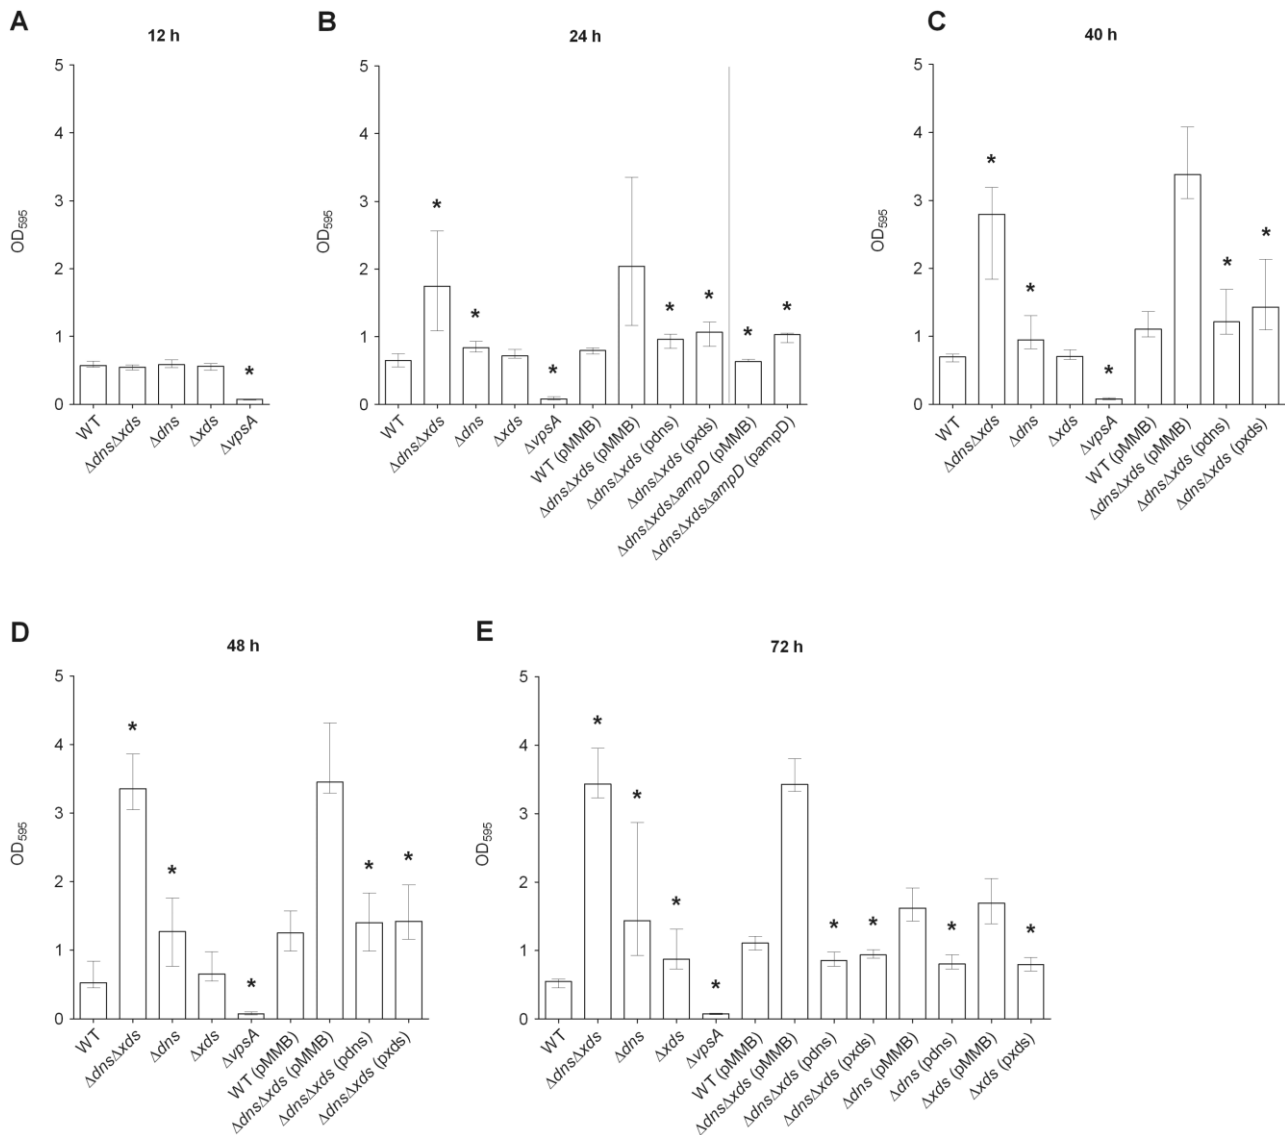 A
12 h
5
4
3
2
1
0
OD595
WT
ΔdnsΔxds
Δdns
Δxds
ΔvpsA
*
B
24 h
5
4
3
2
1
0
OD595
WT
ΔdnsΔxds
Δdns
Δxds
ΔvpsA
WT (pMMB)
ΔdnsΔxds (pMMB)
ΔdnsΔxds (pdns)
ΔdnsΔxds (pxds)
ΔdnsΔxdsΔampD (pMMB)
ΔdnsΔxdsΔampD (pampD)
* * * * * * *
C
40 h
5
4
3
2
1
0
OD595
WT
ΔdnsΔxds
Δdns
Δxds
ΔvpsA
WT (pMMB)
ΔdnsΔxds (pMMB)
ΔdnsΔxds (pdns)
ΔdnsΔxds (pxds)
* * * * *
D
48 h
5
4
3
2
1
0
OD595
WT
ΔdnsΔxds
Δdns
Δxds
ΔvpsA
WT (pMMB)
ΔdnsΔxds (pMMB)
ΔdnsΔxds (pdns)
ΔdnsΔxds (pxds)
* * * * *
E
72 h
5
4
3
2
1
0
OD595
WT
ΔdnsΔxds
Δdns
Δxds
ΔvpsA
WT (pMMB)
ΔdnsΔxds (pMMB)
ΔdnsΔxds (pdns)
ΔdnsΔxds (pxds)
Δdns (pMMB)
Δdns (pdns)
Δxds (pMMB)
Δxds (pxds)
* * * * * * * *